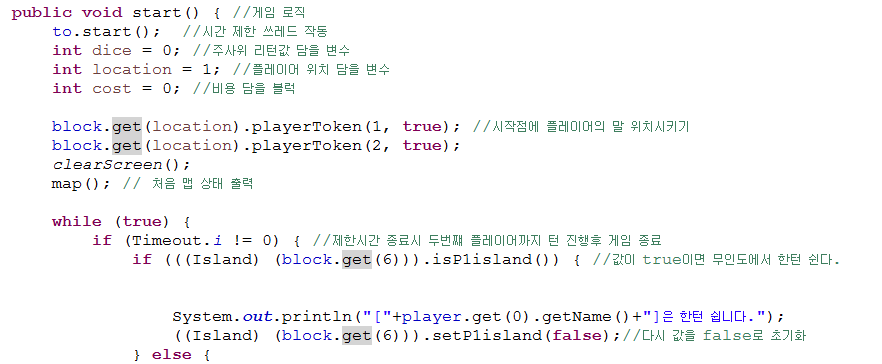 public void start() { //게임 로직
to.start();  //시간 제한 쓰레드 작동
int dice = 0; //주사위 리턴값 담을 변수
int location = 1; //플레이어 위치 담을 변수
int cost = 0; //비용 담을 블럭
block.get(location).playerToken(1, true); //시작점에 플레이어의 말 위치시키기
block.get(location).playerToken(2, true);
clearScreen();
map(); // 처음 맵 상태 출력
while (true) {
if (Timeout.i != 0) { //제한시간 종료시 두번째 플레이어까지 턴 진행후 게임 종료
if (((Island) (block.get(6))).isP1island()) { //값이 true이면 무인도에서 한턴 쉰다.
System.out.println("["+player.get(0).getName()+"]은 한턴 쉽니다.");
((Island) (block.get(6))).setP1island(false);//다시 값을 false로 초기화
} else {